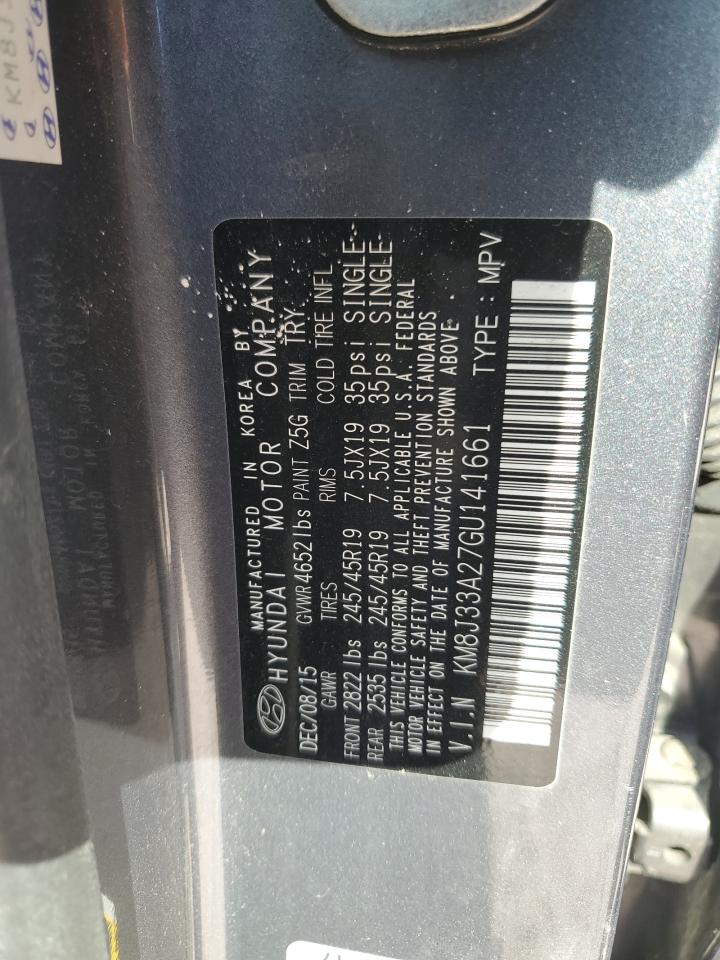 MANUFACTURED IN KOREA BY
HYUNDAI MOTOR COMPANY
DEC/08/15 GVWR 4652 lbs PAINT Z5G TRIM TRY
GAWR TIRES RIMS COLD TIRE INFL
FRONT 2822 lbs 245/45R19 7.5JX19 35psi SINGLE
REAR 2535 lbs 245/45R19 7.5JX19 35psi SINGLE
THIS VEHICLE CONFORMS TO ALL APPLICABLE U.S.A. FEDERAL
MOTOR VEHICLE SAFETY AND THEFT PREVENTION STANDARDS
IN EFFECT ON THE DATE OF MANUFACTURE SHOWN ABOVE.
V.I.N KM8J33A27GU141661 TYPE : MPV
KM8J3